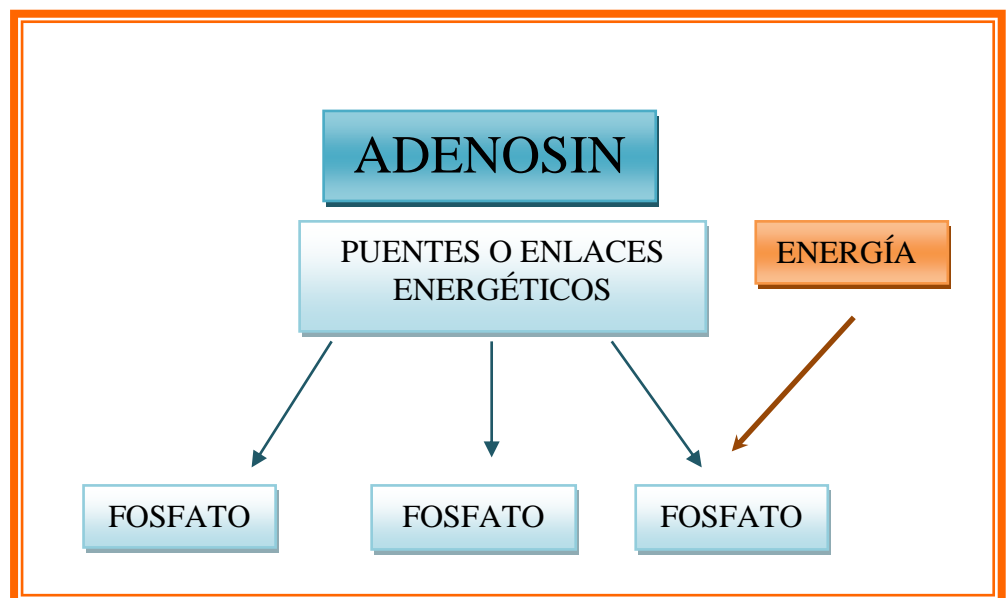 ADENOSIN
PUENTES O ENLACES
ENERGÉTICOS
ENERGÍA
FOSFATO
FOSFATO
FOSFATO